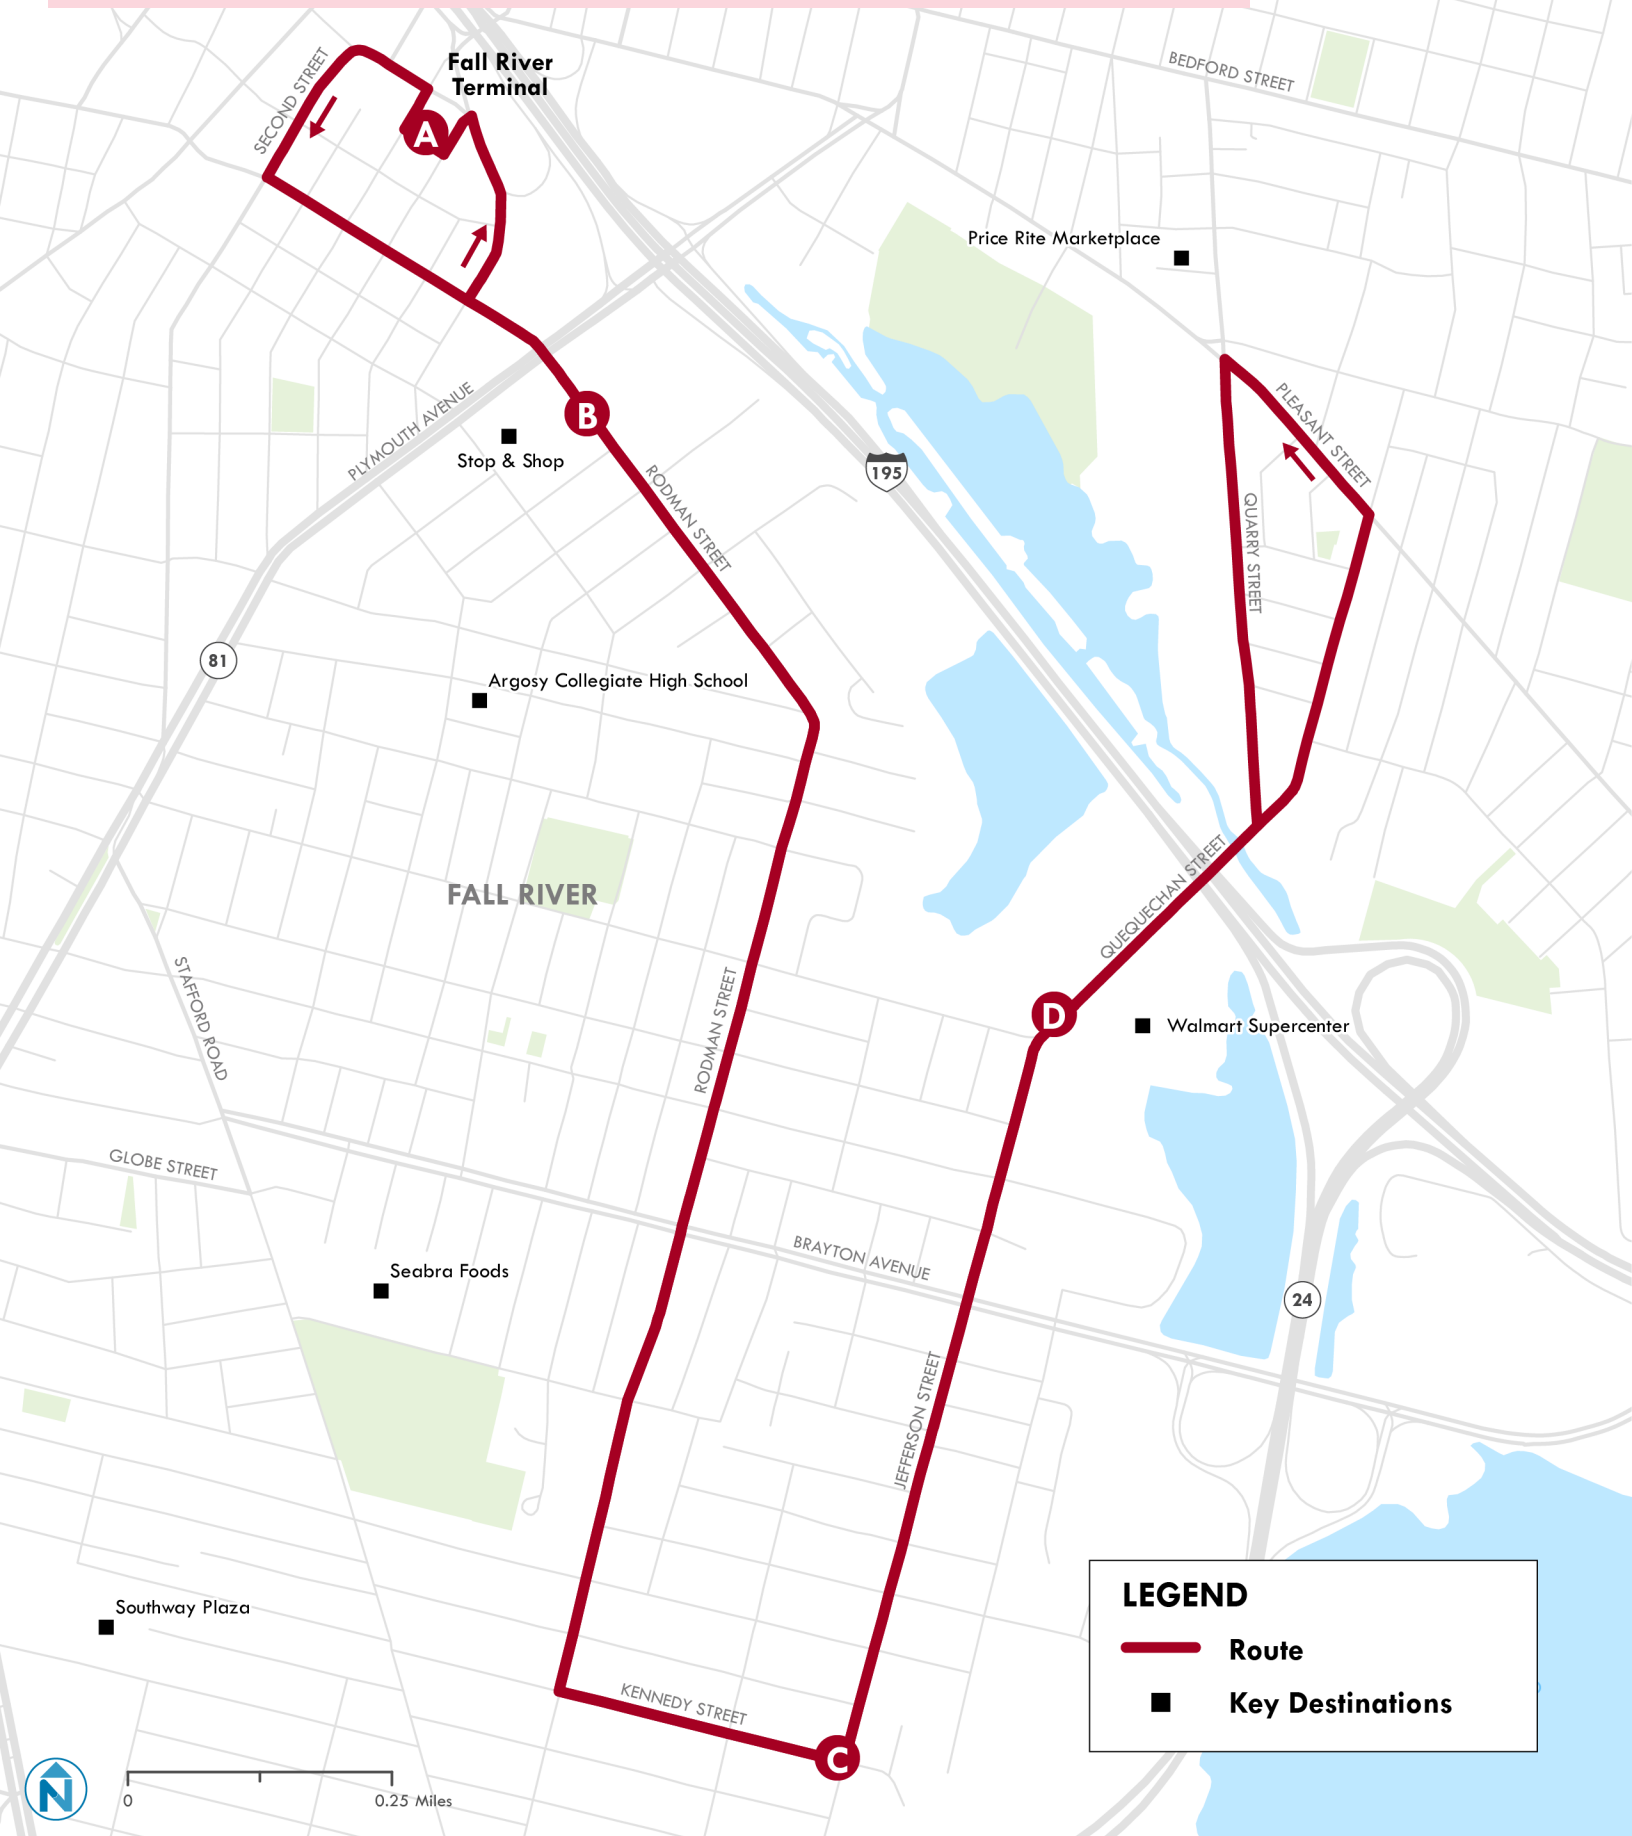 Fall River
Terminal
BEDFORD STREET
SECOND STREET
A
Price Rite Marketplace
PLYMOUTH AVENUE
B
Stop & Shop
RODMAN STREET
195
PLEASANT STREET
QUARRY STREET
81
Argosy Collegiate High School
FALL RIVER
QUEQUECHAN STREET
STAFFORD ROAD
RODMAN STREET
D
Walmart Supercenter
GLOBE STREET
BRAYTON AVENUE
Seabra Foods
24
JEFFERSON STREET
Southway Plaza
KENNEDY STREET
C
LEGEND
Route
Key Destinations
N
0
0.25 Miles